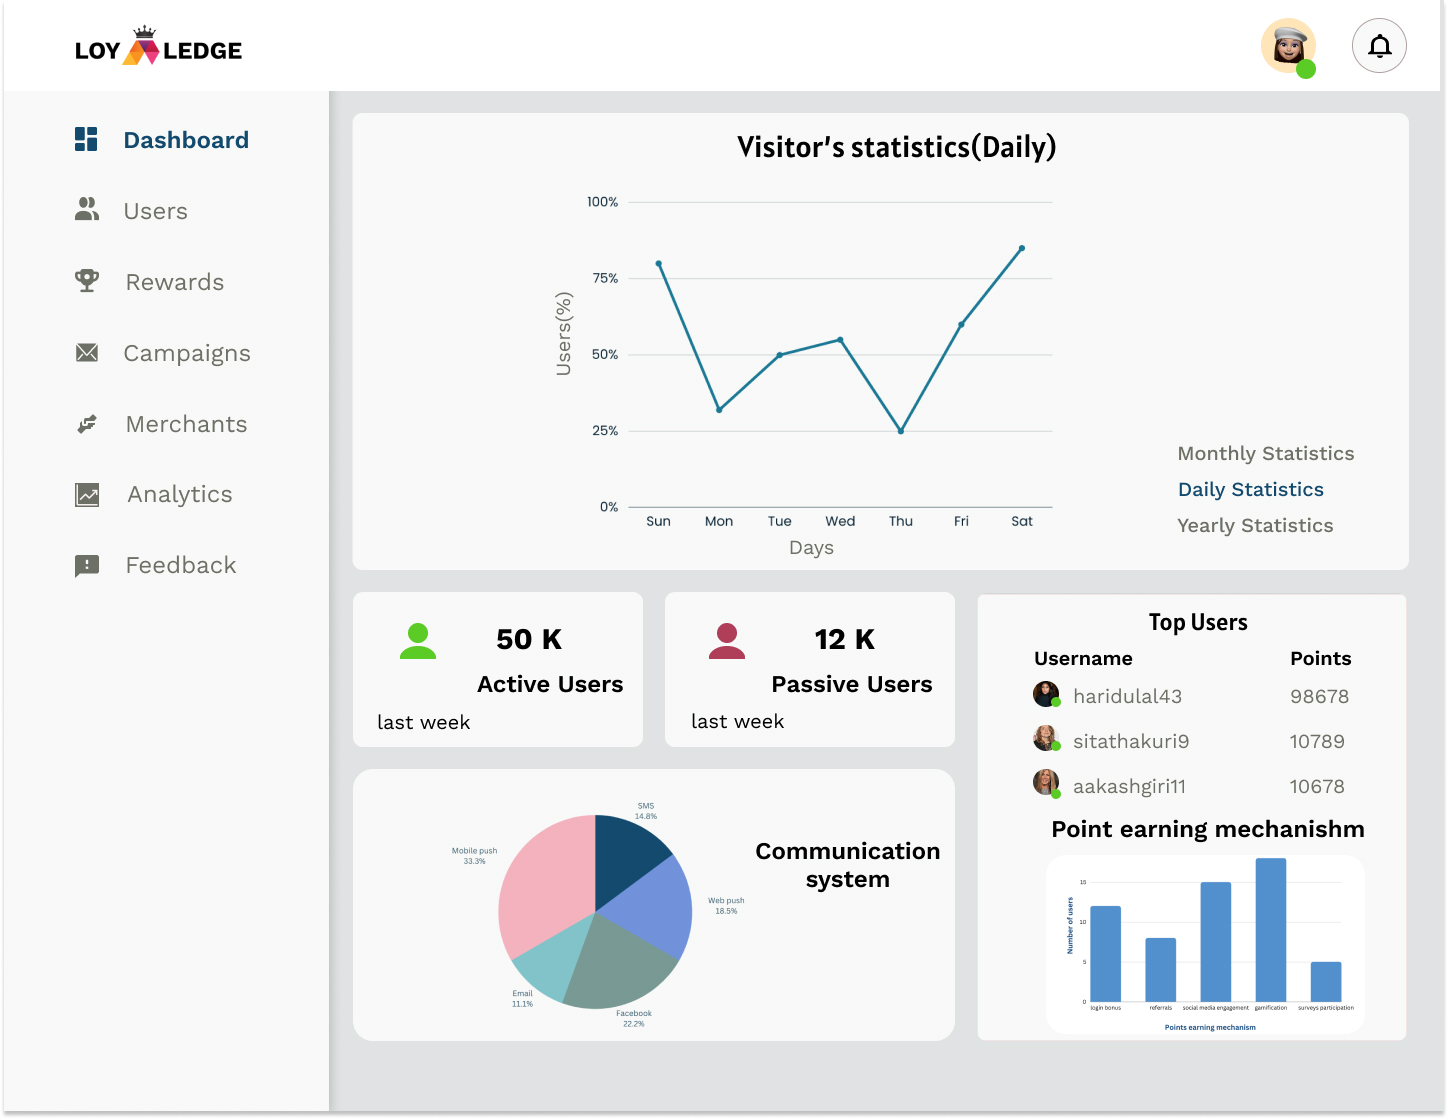 LOY LEDGE
Dashboard
Users
Rewards
Campaigns
Merchants
Analytics
Feedback
Visitor's statistics(Daily)
100%
75%
50%
25%
0%
Users(%)
Sun Mon Tue Wed Thu Fri Sat
Days
Monthly Statistics
Daily Statistics
Yearly Statistics
50 K
Active Users
last week
12 K
Passive Users
last week
Top Users
Username Points
haridulal43 98678
sitathakuri9 10789
aakashgiri11 10678
Communication
system
SMS
14.8%
Mobile push
33.3%
Web push
18.5%
Email
11.1%
Facebook
22.2%
Point earning mechanishm
15
10
5
0
Number of users
login bonus referrals social media engagement gamification surveys participation
Points earning mechanism